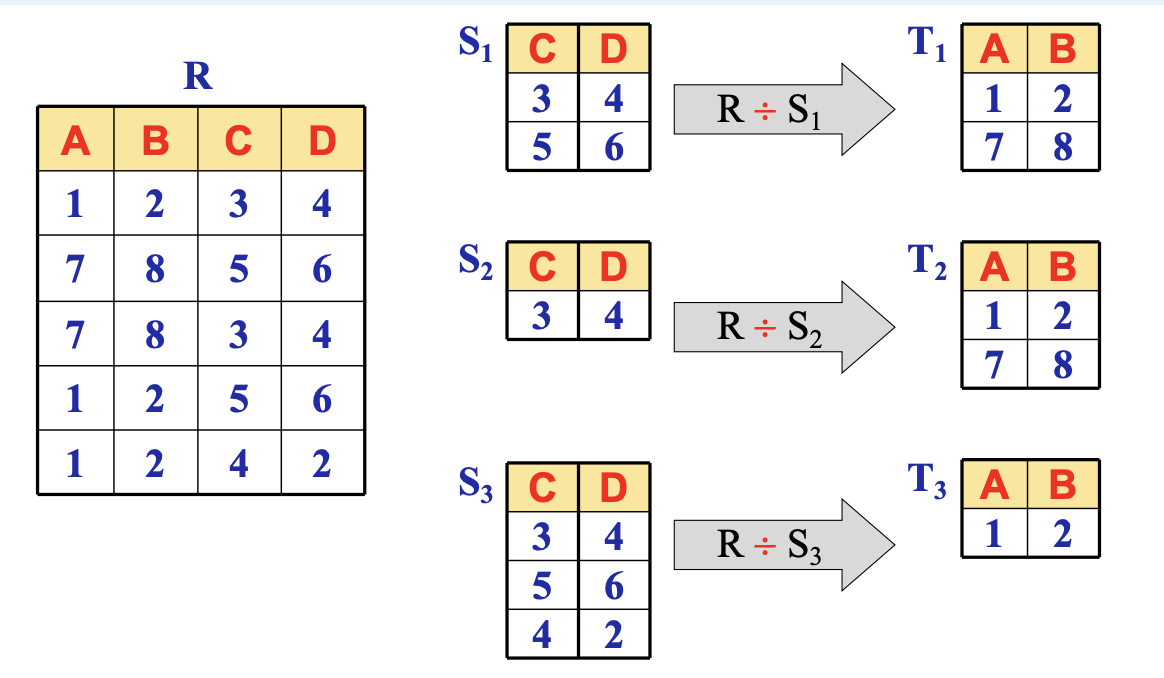 R
A B C D
1 2 3 4
7 8 5 6
7 8 3 4
1 2 5 6
1 2 4 2
S1
C D
3 4
5 6
R ÷ S1
T1
A B
1 2
7 8
S2
C D
3 4
R ÷ S2
T2
A B
1 2
7 8
S3
C D
3 4
5 6
4 2
R ÷ S3
T3
A B
1 2